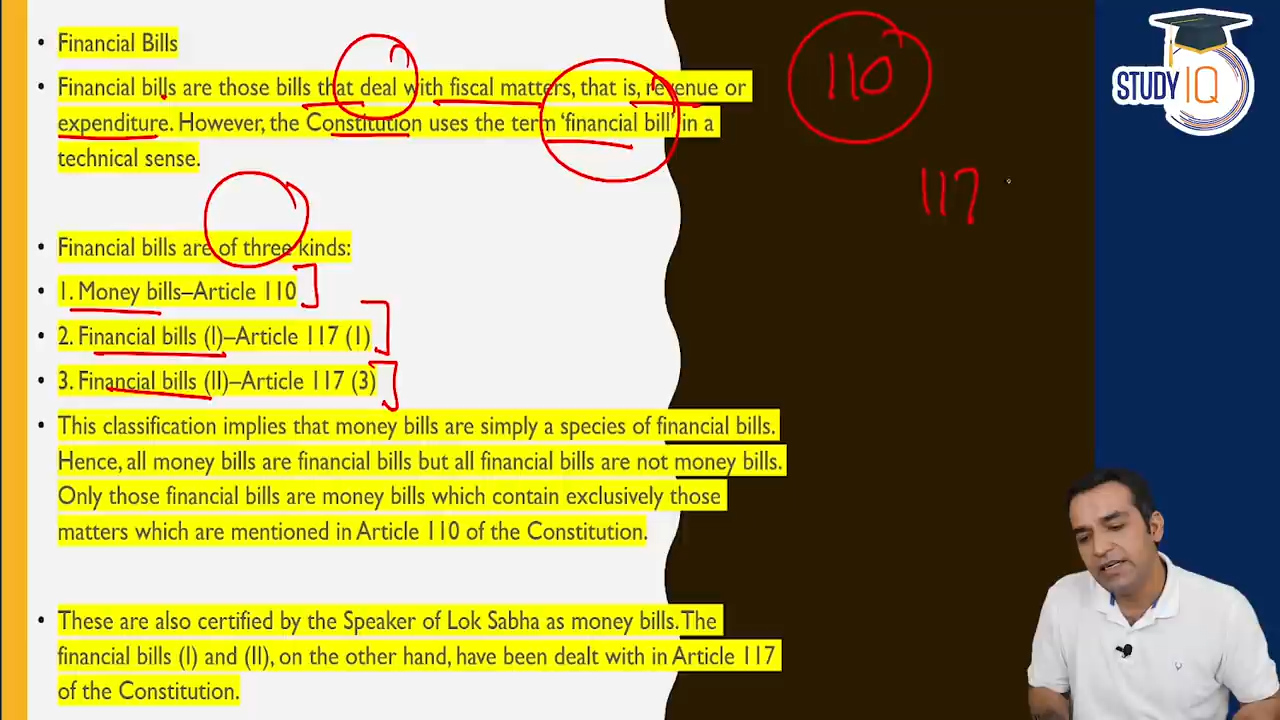 • Financial Bills
• Financial bills are those bills that deal with fiscal matters, that is, revenue or
expenditure. However, the Constitution uses the term ‘financial bill’ in a
technical sense.
• Financial bills are of three kinds:
• 1. Money bills–Article 110
• 2. Financial bills (I)–Article 117 (1)
• 3. Financial bills (II)–Article 117 (3)
• This classification implies that money bills are simply a species of financial bills.
Hence, all money bills are financial bills but all financial bills are not money bills.
Only those financial bills are money bills which contain exclusively those
matters which are mentioned in Article 110 of the Constitution.
• These are also certified by the Speaker of Lok Sabha as money bills. The
financial bills (I) and (II), on the other hand, have been dealt with in Article 117
of the Constitution.
110
117
STUDY IQ